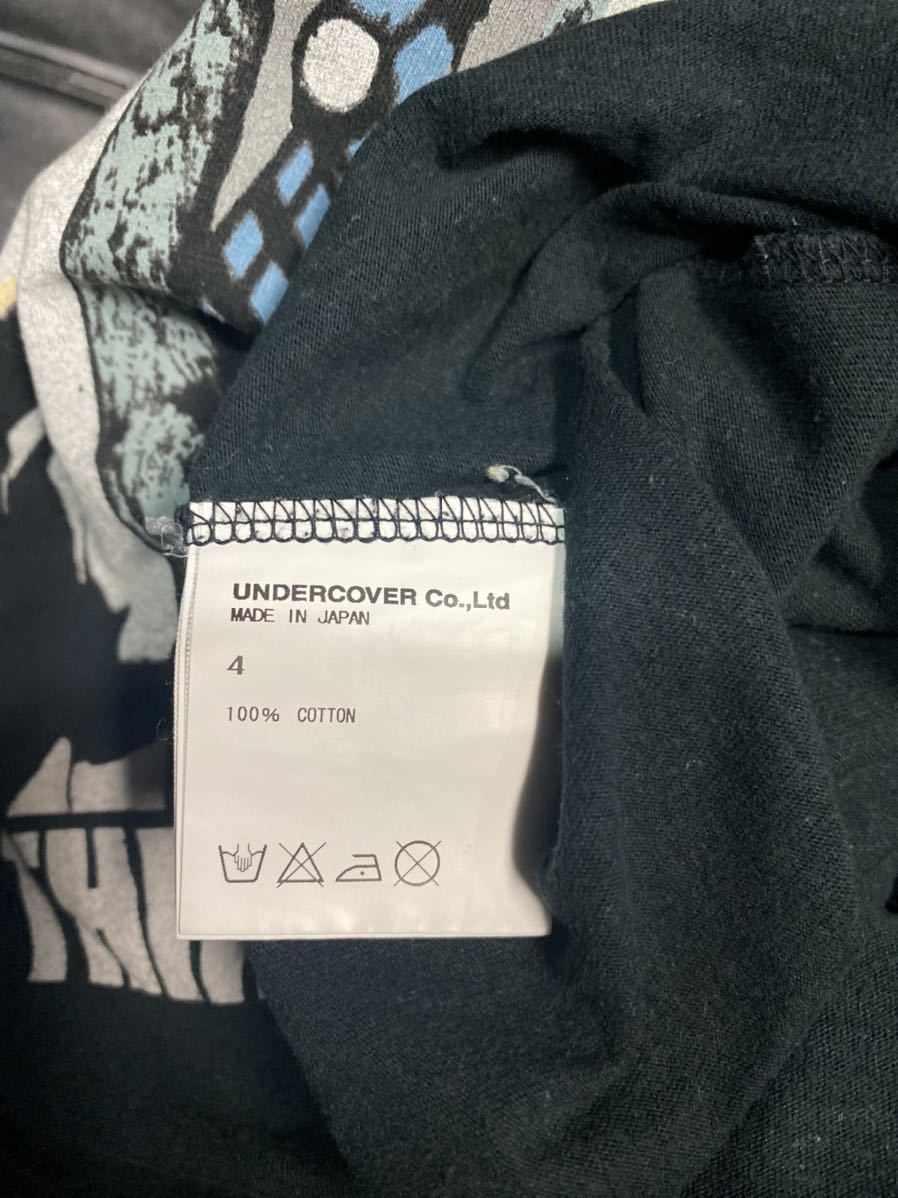 UNDERCOVER Co.,Ltd
MADE IN JAPAN
4
100% COTTON